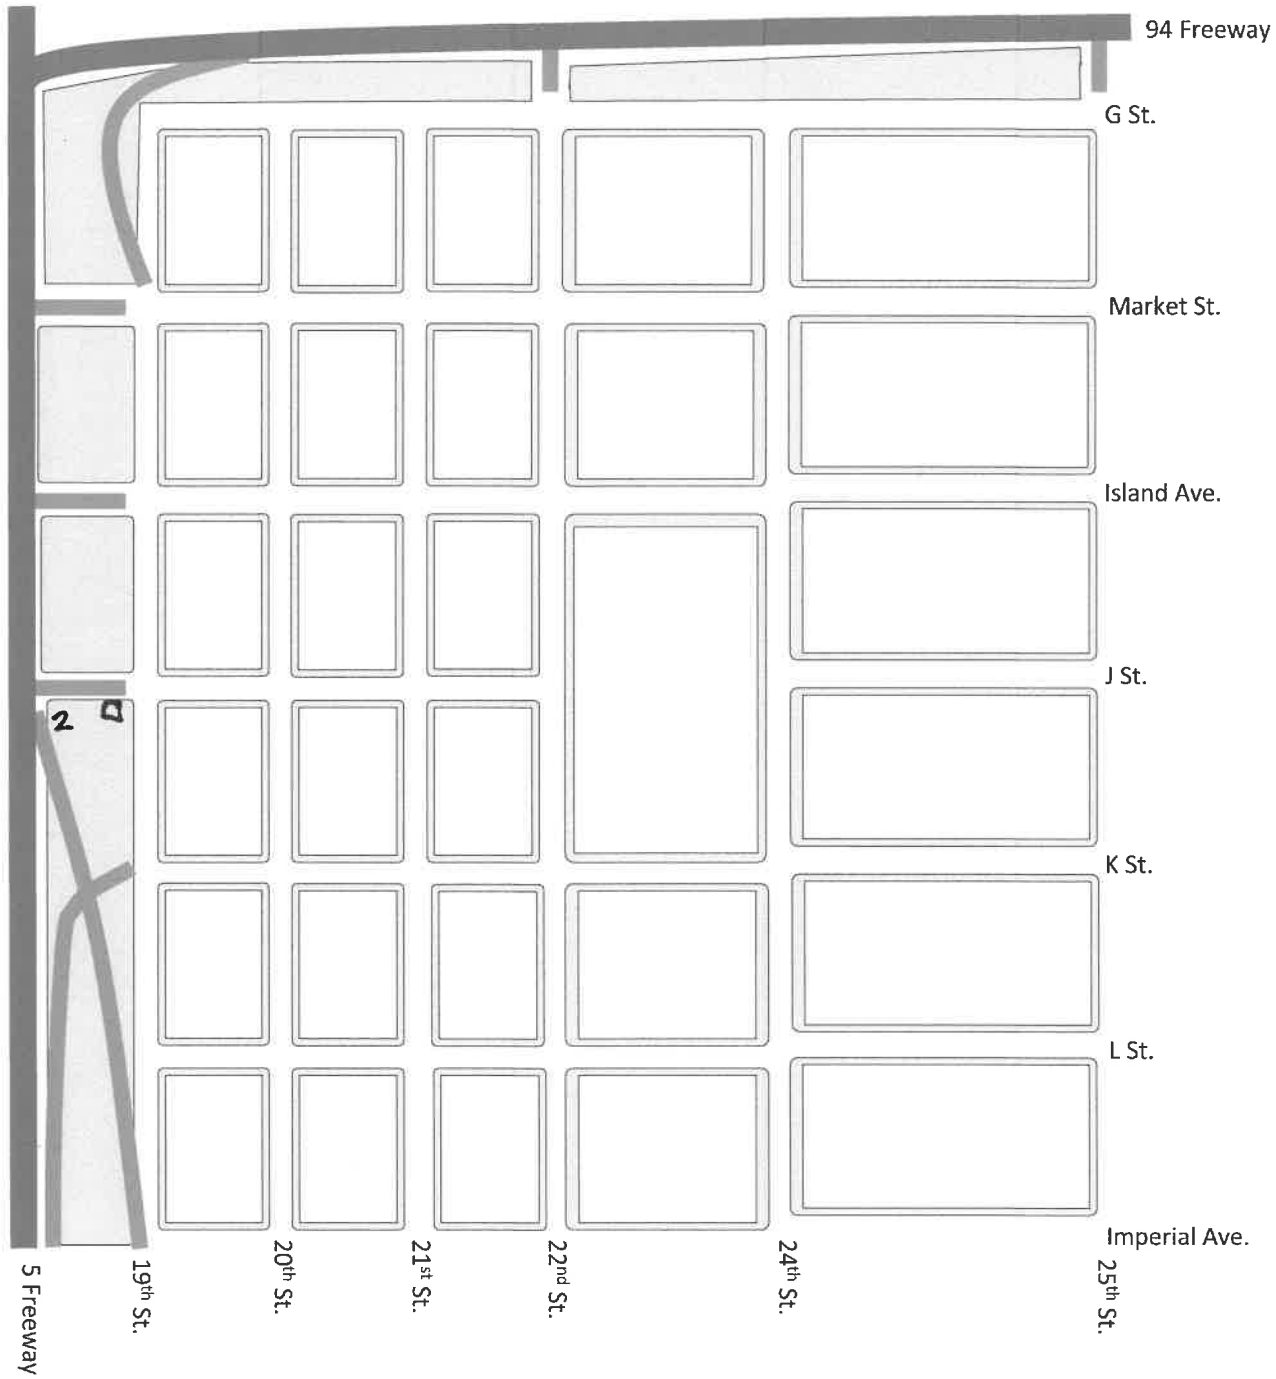 94 Freeway
G St.
Market St.
Island Ave.
J St.
2
K St.
L St.
Imperial Ave.
5 Freeway
19th St.
20th St.
21st St.
22nd St.
24th St.
25th St.